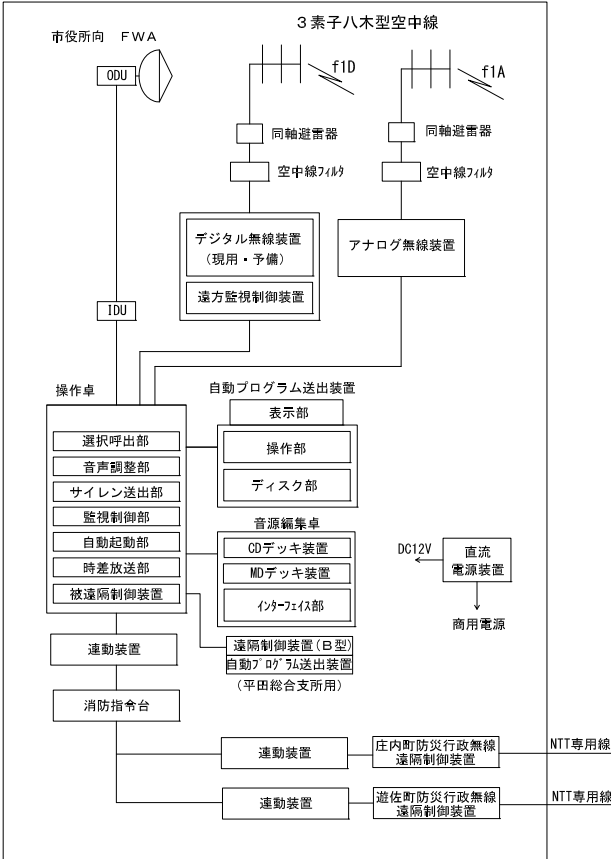 3素子八木型空中線
市役所向　FWA
ODU
f1D
f1A
同軸避雷器
同軸避雷器
空中線フィルタ
空中線フィルタ
デジタル無線装置
(現用・予備)
遠方監視制御装置
アナログ無線装置
IDU
操作卓
選択呼出部
音声調整部
サイレン送出部
監視制御部
自動起動部
時差放送部
被遠隔制御装置
自動プログラム送出装置
表示部
操作部
ディスク部
音源編集卓
CDデッキ装置
MDデッキ装置
インターフェイス部
DC12V
直流
電源装置
商用電源
遠隔制御装置(B型)
自動プログラム送出装置
(平田総合支所用)
連動装置
消防指令台
連動装置
庄内町防災行政無線
遠隔制御装置
NTT専用線
連動装置
遊佐町防災行政無線
遠隔制御装置
NTT専用線